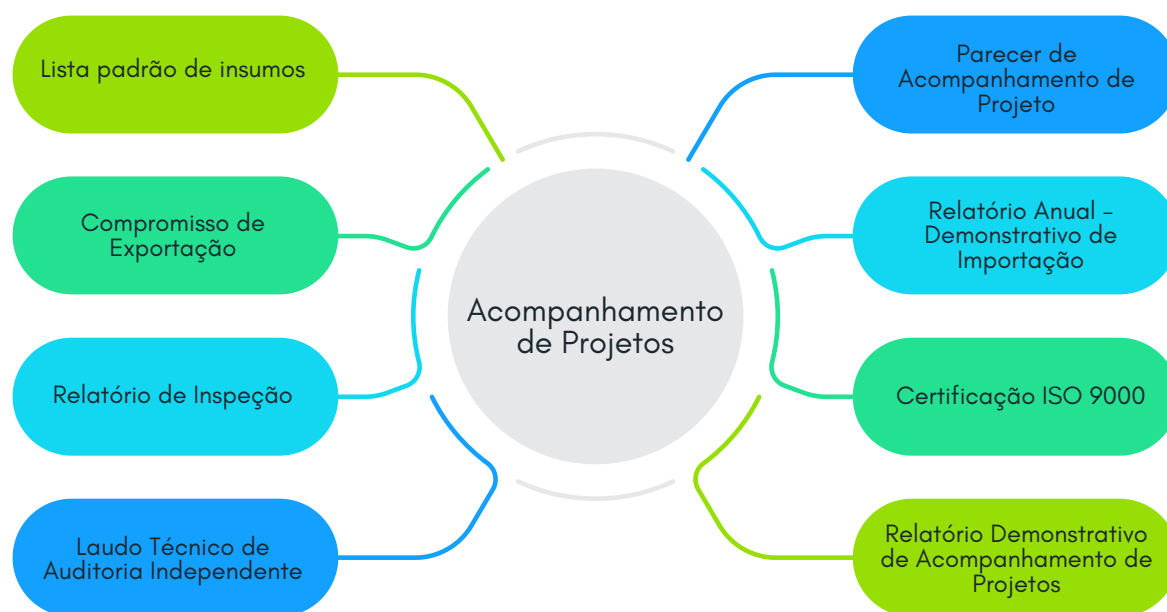 Lista padrão de insumos
Compromisso de
Exportação
Relatório de Inspeção
Laudo Técnico de
Auditoria Independente
Acompanhamento
de Projetos
Parecer de
Acompanhamento de
Projeto
Relatório Anual -
Demonstrativo de
Importação
Certificação ISO 9000
Relatório Demonstrativo
de Acompanhamento de
Projetos